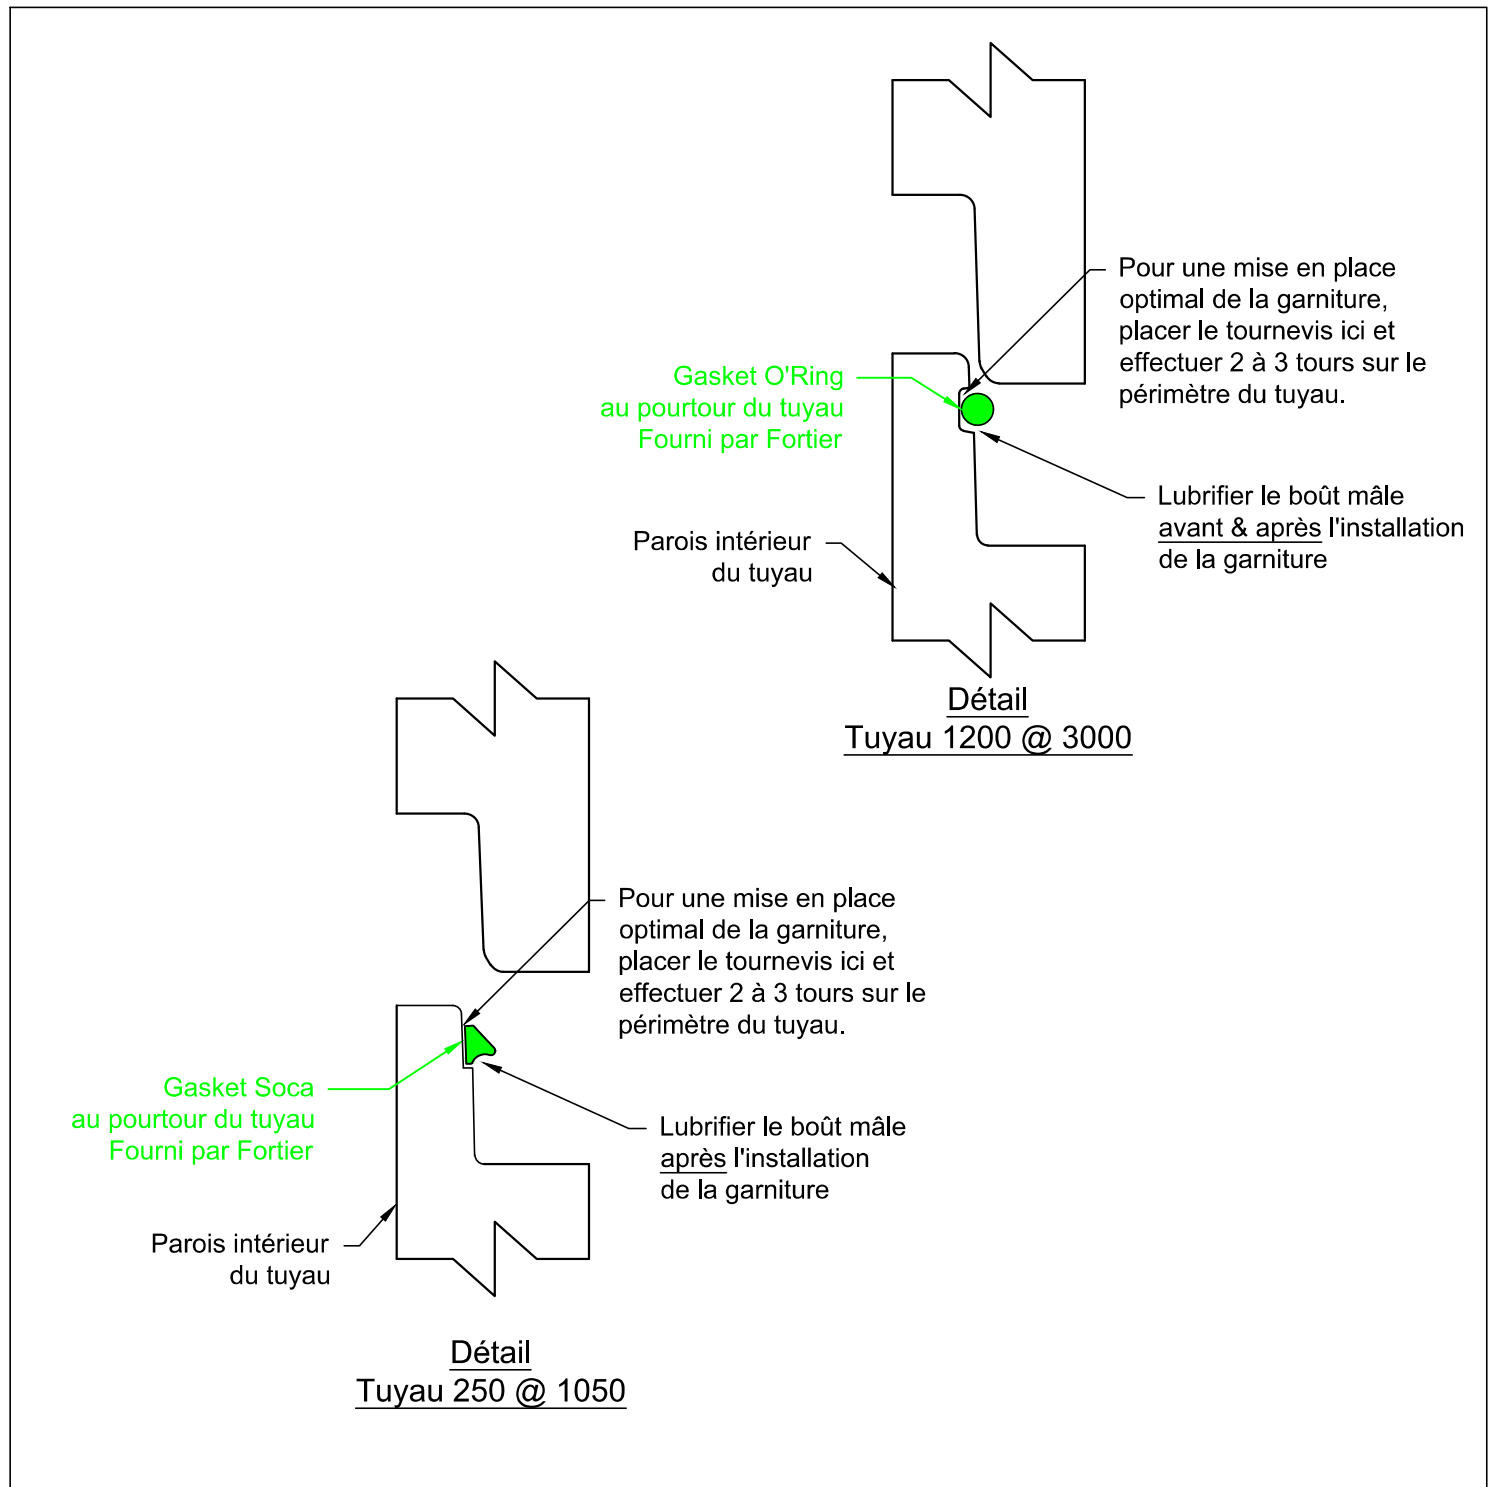 Pour une mise en place
optimal de la garniture,
placer le tournevis ici et
effectuer 2 à 3 tours sur le
périmètre du tuyau.
Gasket O'Ring
au pourtour du tuyau
Fourni par Fortier
Lubrifier le boût mâle
avant & après l'installation
de la garniture
Parois intérieur
du tuyau
Détail
Tuyau 1200 @ 3000
Pour une mise en place
optimal de la garniture,
placer le tournevis ici et
effectuer 2 à 3 tours sur le
périmètre du tuyau.
Gasket Soca
au pourtour du tuyau
Fourni par Fortier
Lubrifier le boût mâle
après l'installation
de la garniture
Parois intérieur
du tuyau
Détail
Tuyau 250 @ 1050